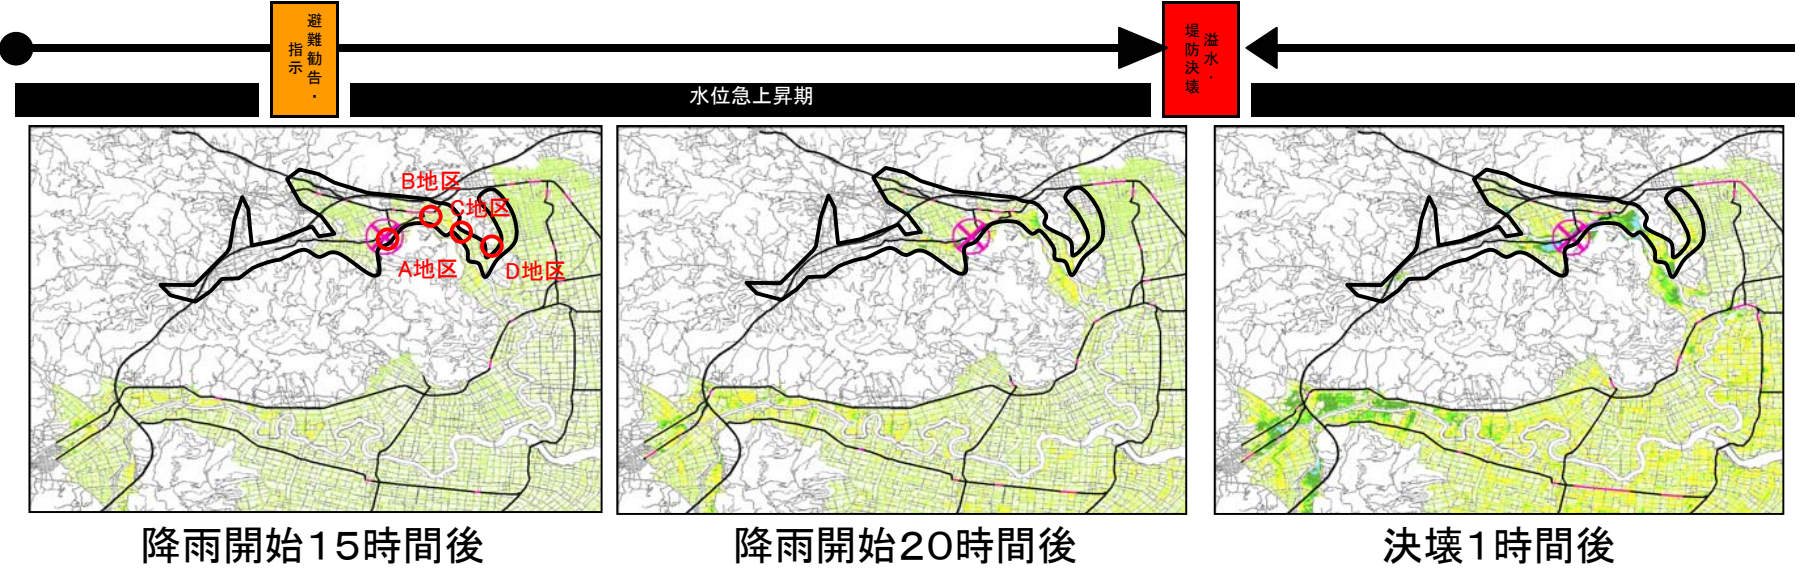 避難勧告・
指示
溢水・
堤防決壊
水位急上昇期
B地区
C地区
A地区
D地区
降雨開始15時間後
降雨開始20時間後
決壊1時間後